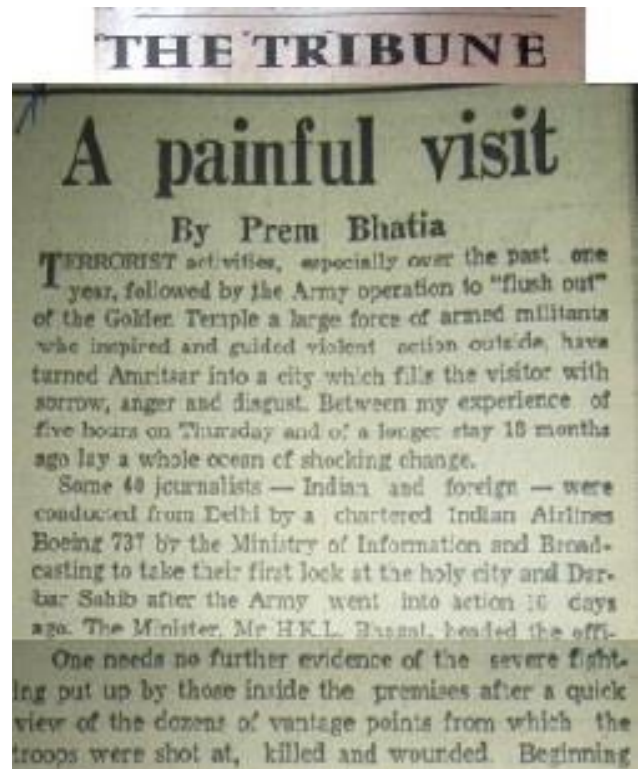 THE TRIBUNE
A painful visit
By Prem Bhatia
TERRORIST activities, especially over the past one
year, followed by the Army operation to "flush out"
of the Golden Temple a large force of armed militants
who inspired and guided violent action outside, have
turned Amritsar into a city which fills the visitor with
sorrow, anger and disgust. Between my experience of
five hours on Thursday and of a longer stay 18 months
ago lay a whole ocean of shocking change.
Some 40 journalists — Indian and foreign — were
conducted from Delhi by a chartered Indian Airlines
Boeing 737 by the Ministry of Information and Broad-
casting to take their first look at the holy city and Dar-
bar Sahib after the Army went into action 16 days
ago. The Minister, Mr H.K.L. Bhagat, headed the offi-
One needs no further evidence of the severe fight-
ing put up by those inside the premises after a quick
view of the dozens of vantage points from which the
troops were shot at, killed and wounded. Beginning